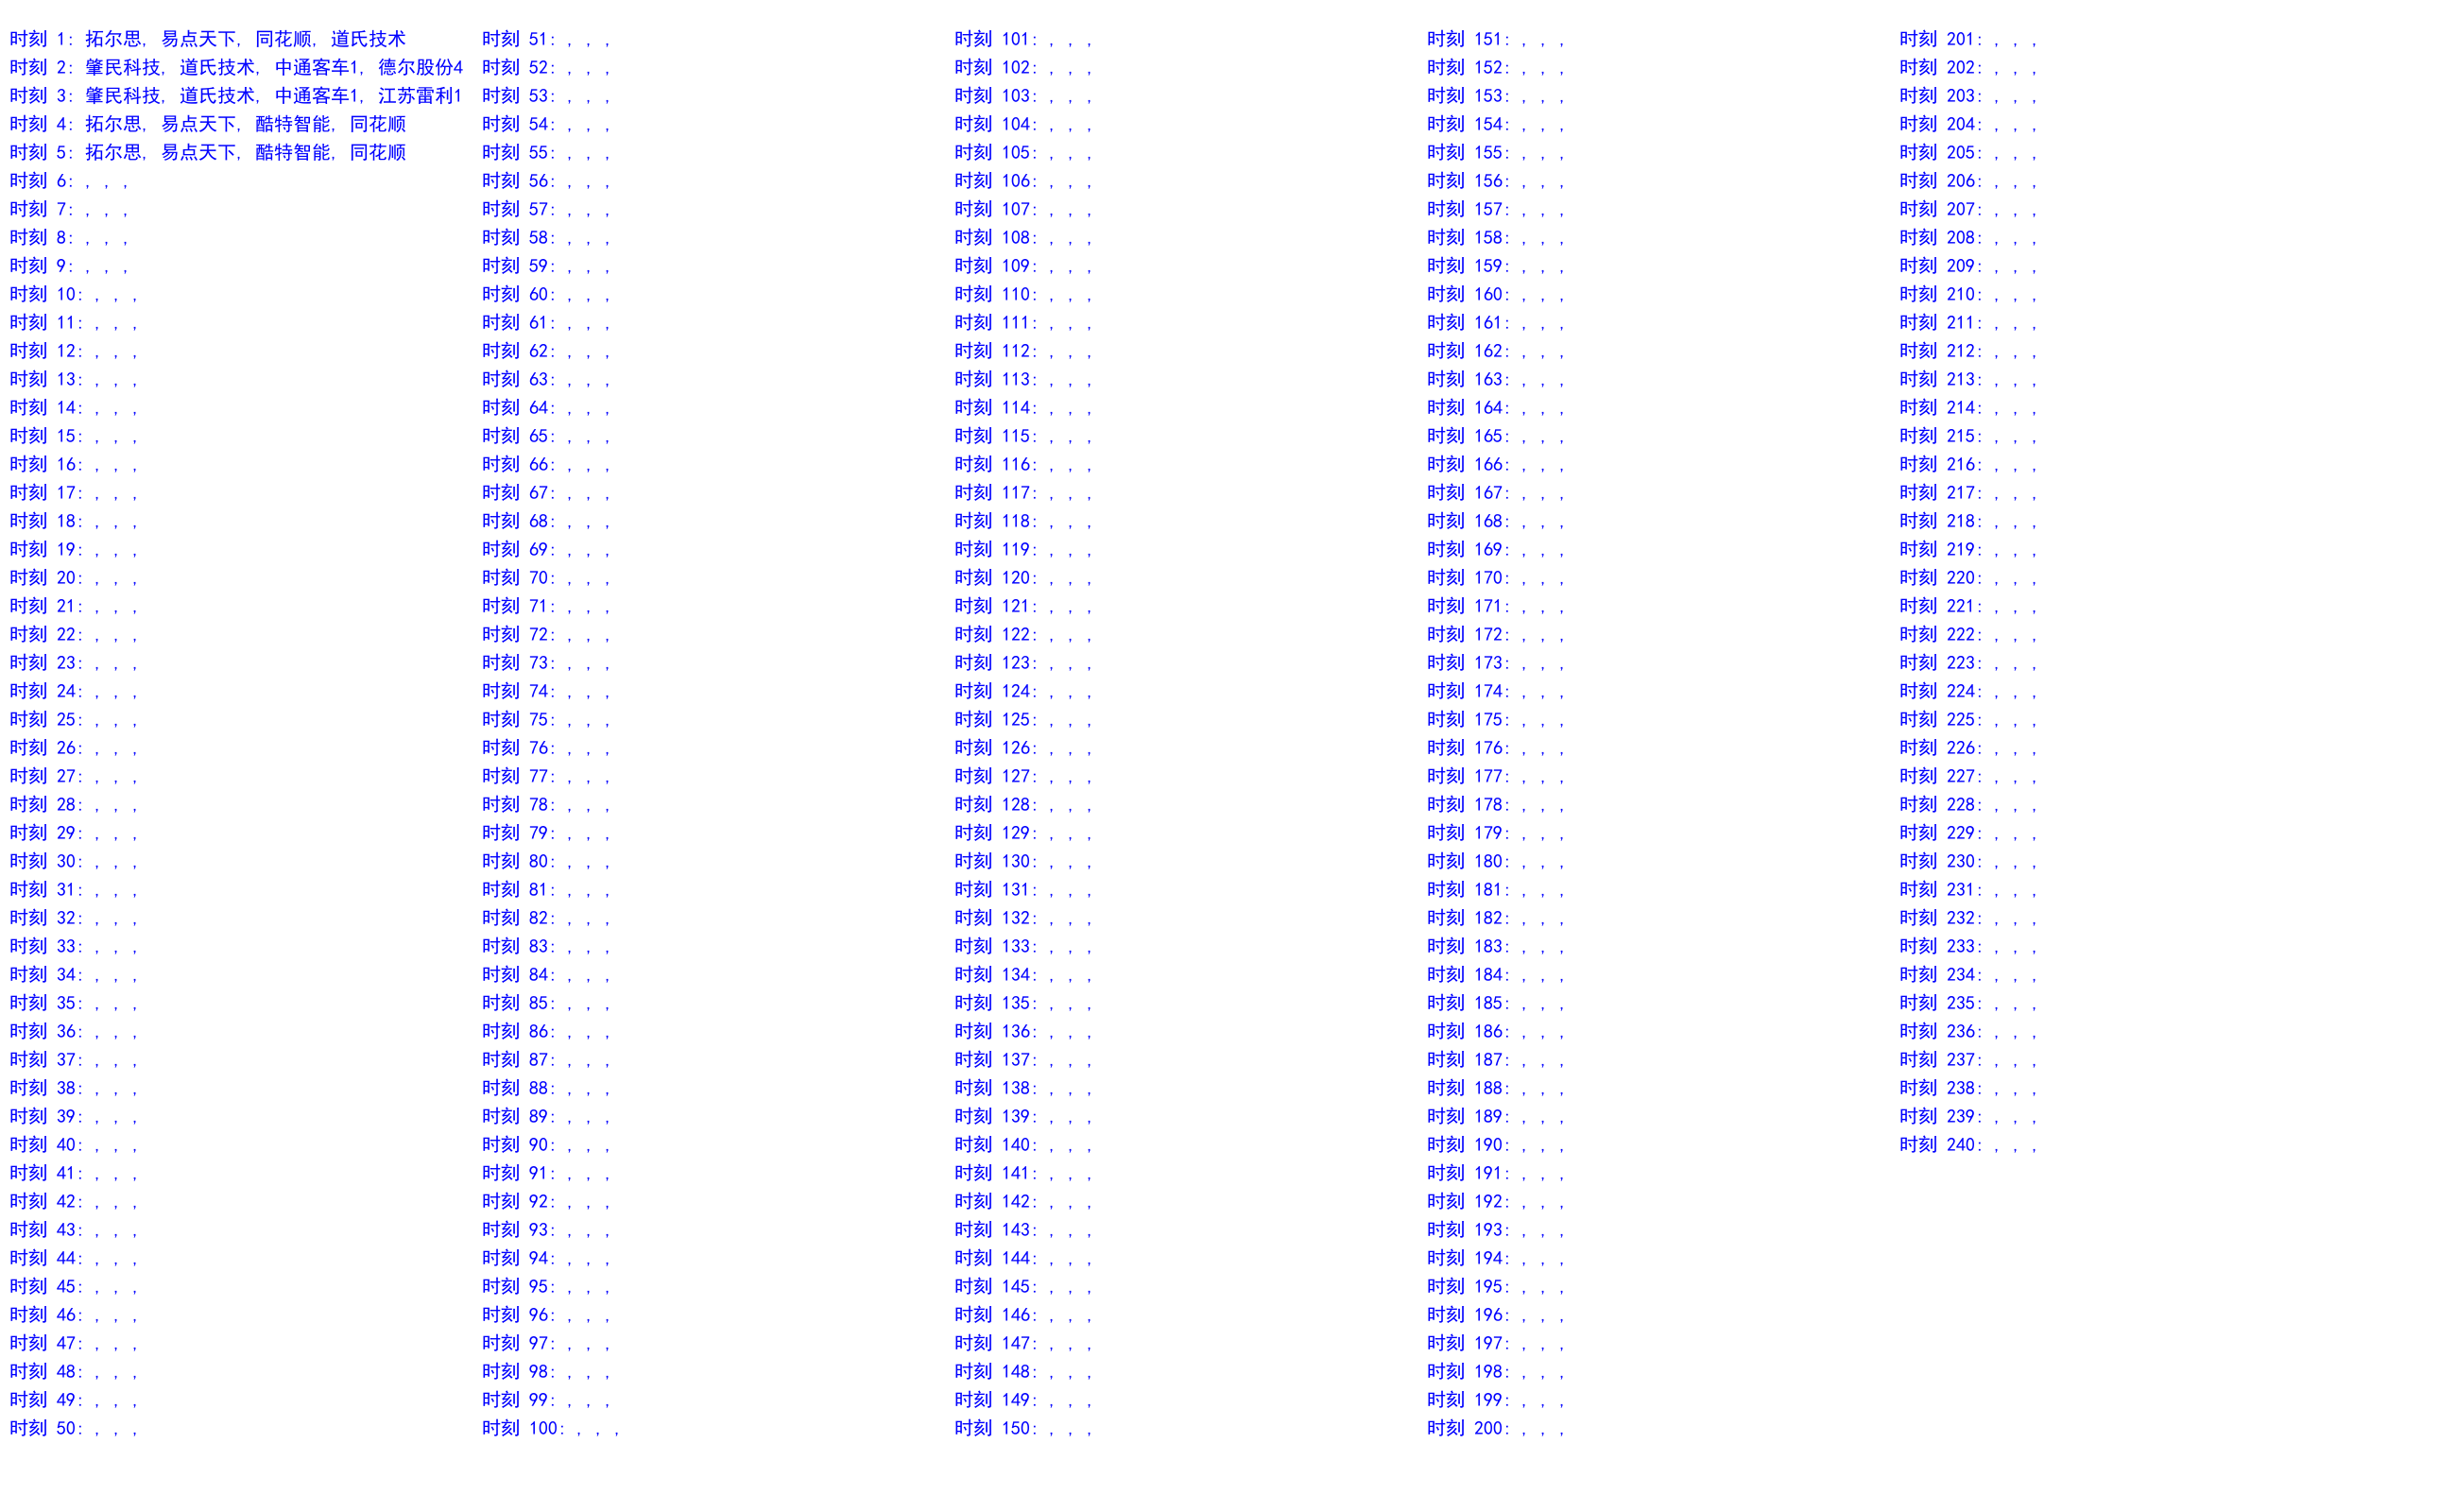 时刻 1: 拓尔思, 易点天下, 同花顺, 道氏技术
时刻 2: 肇民科技, 道氏技术, 中通客车1, 德尔股份4
时刻 3: 肇民科技, 道氏技术, 中通客车1, 江苏雷利1
时刻 4: 拓尔思, 易点天下, 酷特智能, 同花顺
时刻 5: 拓尔思, 易点天下, 酷特智能, 同花顺
时刻 6: , , ,
时刻 7: , , ,
时刻 8: , , ,
时刻 9: , , ,
时刻 10: , , ,
时刻 11: , , ,
时刻 12: , , ,
时刻 13: , , ,
时刻 14: , , ,
时刻 15: , , ,
时刻 16: , , ,
时刻 17: , , ,
时刻 18: , , ,
时刻 19: , , ,
时刻 20: , , ,
时刻 21: , , ,
时刻 22: , , ,
时刻 23: , , ,
时刻 24: , , ,
时刻 25: , , ,
时刻 26: , , ,
时刻 27: , , ,
时刻 28: , , ,
时刻 29: , , ,
时刻 30: , , ,
时刻 31: , , ,
时刻 32: , , ,
时刻 33: , , ,
时刻 34: , , ,
时刻 35: , , ,
时刻 36: , , ,
时刻 37: , , ,
时刻 38: , , ,
时刻 39: , , ,
时刻 40: , , ,
时刻 41: , , ,
时刻 42: , , ,
时刻 43: , , ,
时刻 44: , , ,
时刻 45: , , ,
时刻 46: , , ,
时刻 47: , , ,
时刻 48: , , ,
时刻 49: , , ,
时刻 50: , , ,
时刻 51: , , ,
时刻 52: , , ,
时刻 53: , , ,
时刻 54: , , ,
时刻 55: , , ,
时刻 56: , , ,
时刻 57: , , ,
时刻 58: , , ,
时刻 59: , , ,
时刻 60: , , ,
时刻 61: , , ,
时刻 62: , , ,
时刻 63: , , ,
时刻 64: , , ,
时刻 65: , , ,
时刻 66: , , ,
时刻 67: , , ,
时刻 68: , , ,
时刻 69: , , ,
时刻 70: , , ,
时刻 71: , , ,
时刻 72: , , ,
时刻 73: , , ,
时刻 74: , , ,
时刻 75: , , ,
时刻 76: , , ,
时刻 77: , , ,
时刻 78: , , ,
时刻 79: , , ,
时刻 80: , , ,
时刻 81: , , ,
时刻 82: , , ,
时刻 83: , , ,
时刻 84: , , ,
时刻 85: , , ,
时刻 86: , , ,
时刻 87: , , ,
时刻 88: , , ,
时刻 89: , , ,
时刻 90: , , ,
时刻 91: , , ,
时刻 92: , , ,
时刻 93: , , ,
时刻 94: , , ,
时刻 95: , , ,
时刻 96: , , ,
时刻 97: , , ,
时刻 98: , , ,
时刻 99: , , ,
时刻 100: , , ,
时刻 101: , , ,
时刻 102: , , ,
时刻 103: , , ,
时刻 104: , , ,
时刻 105: , , ,
时刻 106: , , ,
时刻 107: , , ,
时刻 108: , , ,
时刻 109: , , ,
时刻 110: , , ,
时刻 111: , , ,
时刻 112: , , ,
时刻 113: , , ,
时刻 114: , , ,
时刻 115: , , ,
时刻 116: , , ,
时刻 117: , , ,
时刻 118: , , ,
时刻 119: , , ,
时刻 120: , , ,
时刻 121: , , ,
时刻 122: , , ,
时刻 123: , , ,
时刻 124: , , ,
时刻 125: , , ,
时刻 126: , , ,
时刻 127: , , ,
时刻 128: , , ,
时刻 129: , , ,
时刻 130: , , ,
时刻 131: , , ,
时刻 132: , , ,
时刻 133: , , ,
时刻 134: , , ,
时刻 135: , , ,
时刻 136: , , ,
时刻 137: , , ,
时刻 138: , , ,
时刻 139: , , ,
时刻 140: , , ,
时刻 141: , , ,
时刻 142: , , ,
时刻 143: , , ,
时刻 144: , , ,
时刻 145: , , ,
时刻 146: , , ,
时刻 147: , , ,
时刻 148: , , ,
时刻 149: , , ,
时刻 150: , , ,
时刻 151: , , ,
时刻 152: , , ,
时刻 153: , , ,
时刻 154: , , ,
时刻 155: , , ,
时刻 156: , , ,
时刻 157: , , ,
时刻 158: , , ,
时刻 159: , , ,
时刻 160: , , ,
时刻 161: , , ,
时刻 162: , , ,
时刻 163: , , ,
时刻 164: , , ,
时刻 165: , , ,
时刻 166: , , ,
时刻 167: , , ,
时刻 168: , , ,
时刻 169: , , ,
时刻 170: , , ,
时刻 171: , , ,
时刻 172: , , ,
时刻 173: , , ,
时刻 174: , , ,
时刻 175: , , ,
时刻 176: , , ,
时刻 177: , , ,
时刻 178: , , ,
时刻 179: , , ,
时刻 180: , , ,
时刻 181: , , ,
时刻 182: , , ,
时刻 183: , , ,
时刻 184: , , ,
时刻 185: , , ,
时刻 186: , , ,
时刻 187: , , ,
时刻 188: , , ,
时刻 189: , , ,
时刻 190: , , ,
时刻 191: , , ,
时刻 192: , , ,
时刻 193: , , ,
时刻 194: , , ,
时刻 195: , , ,
时刻 196: , , ,
时刻 197: , , ,
时刻 198: , , ,
时刻 199: , , ,
时刻 200: , , ,
时刻 201: , , ,
时刻 202: , , ,
时刻 203: , , ,
时刻 204: , , ,
时刻 205: , , ,
时刻 206: , , ,
时刻 207: , , ,
时刻 208: , , ,
时刻 209: , , ,
时刻 210: , , ,
时刻 211: , , ,
时刻 212: , , ,
时刻 213: , , ,
时刻 214: , , ,
时刻 215: , , ,
时刻 216: , , ,
时刻 217: , , ,
时刻 218: , , ,
时刻 219: , , ,
时刻 220: , , ,
时刻 221: , , ,
时刻 222: , , ,
时刻 223: , , ,
时刻 224: , , ,
时刻 225: , , ,
时刻 226: , , ,
时刻 227: , , ,
时刻 228: , , ,
时刻 229: , , ,
时刻 230: , , ,
时刻 231: , , ,
时刻 232: , , ,
时刻 233: , , ,
时刻 234: , , ,
时刻 235: , , ,
时刻 236: , , ,
时刻 237: , , ,
时刻 238: , , ,
时刻 239: , , ,
时刻 240: , , ,